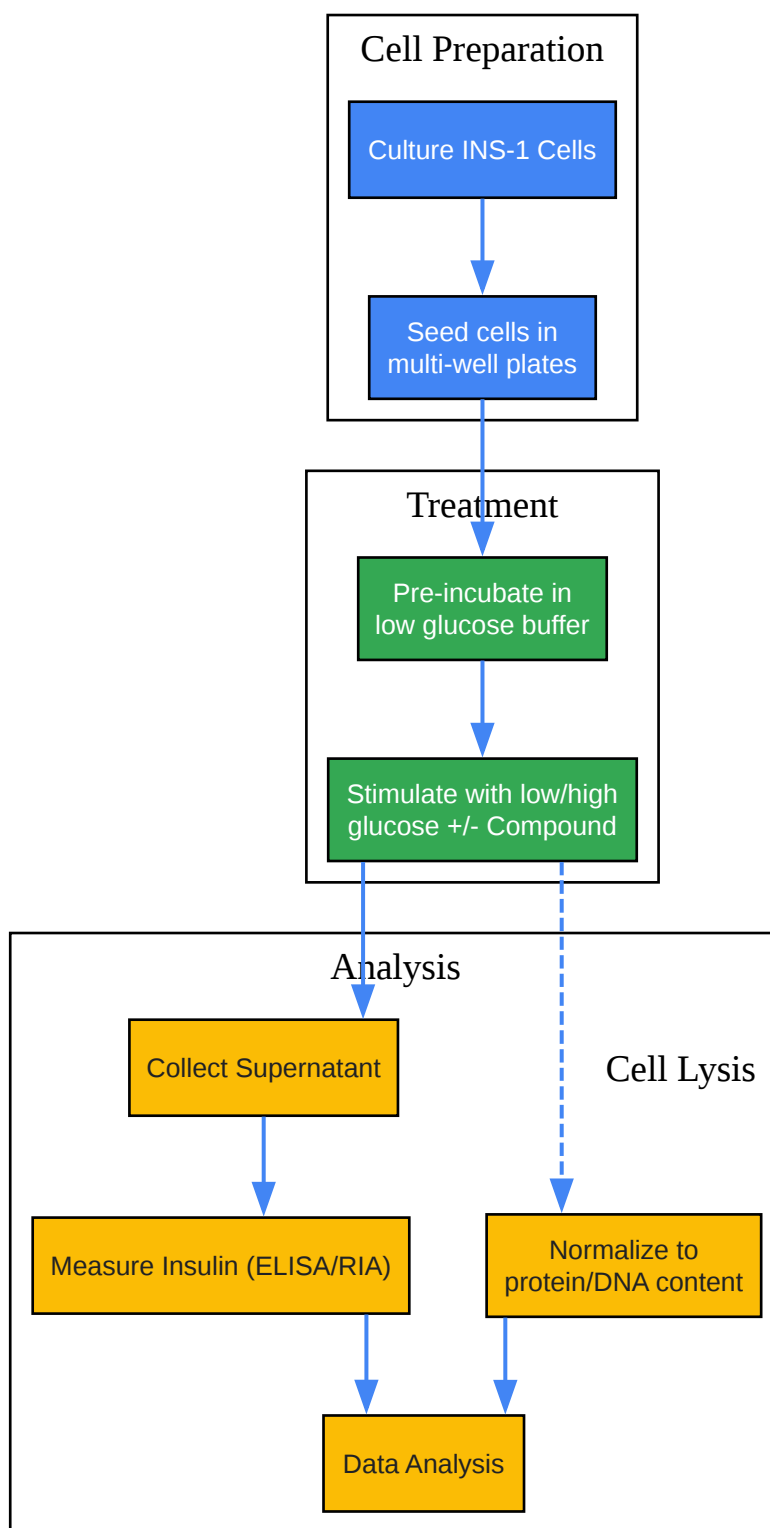 Cell Preparation
Culture INS-1 Cells
Seed cells in
multi-well plates
Treatment
Pre-incubate in
low glucose buffer
Stimulate with low/high
glucose +/- Compound
Analysis
Collect Supernatant
Cell Lysis
Measure Insulin (ELISA/RIA)
Normalize to
protein/DNA content
Data Analysis